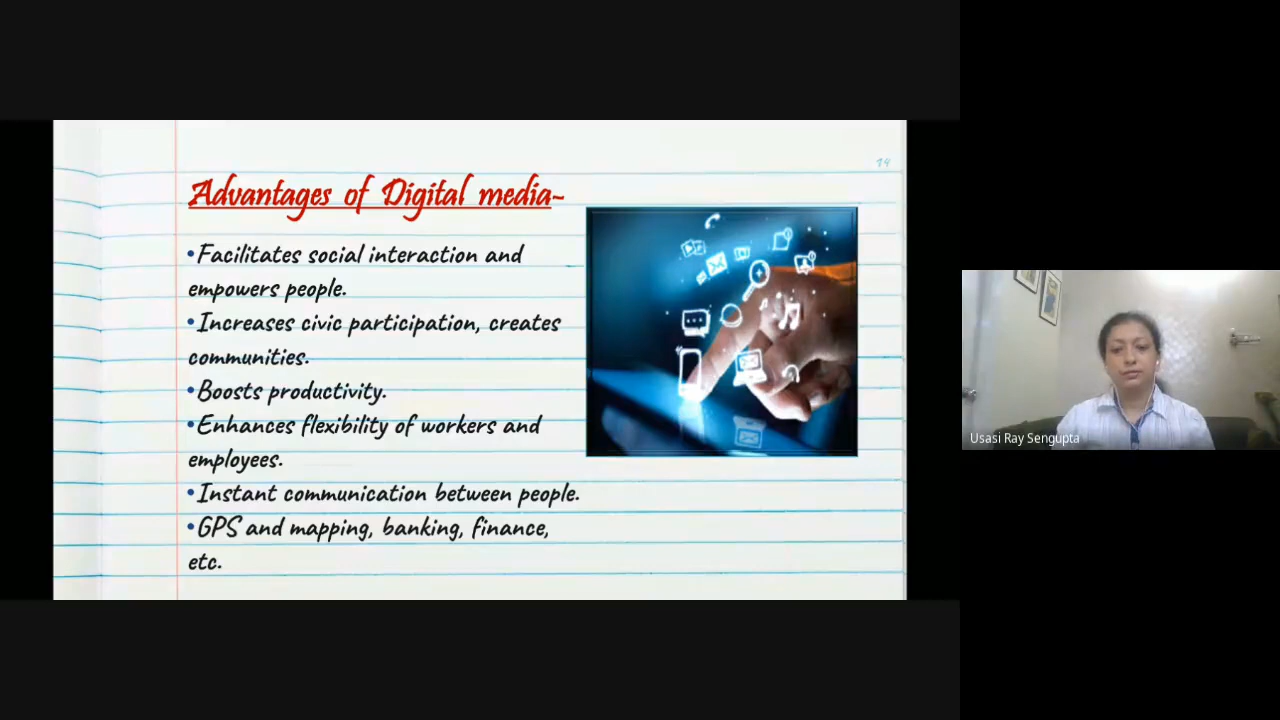 14
Advantages of Digital media-
•Facilitates social interaction and
empowers people.
•Increases civic participation, creates
communities.
•Boosts productivity.
•Enhances flexibility of workers and
employees.
•Instant communication between people.
•GPS and mapping, banking, finance,
etc.
Usasi Ray Sengupta